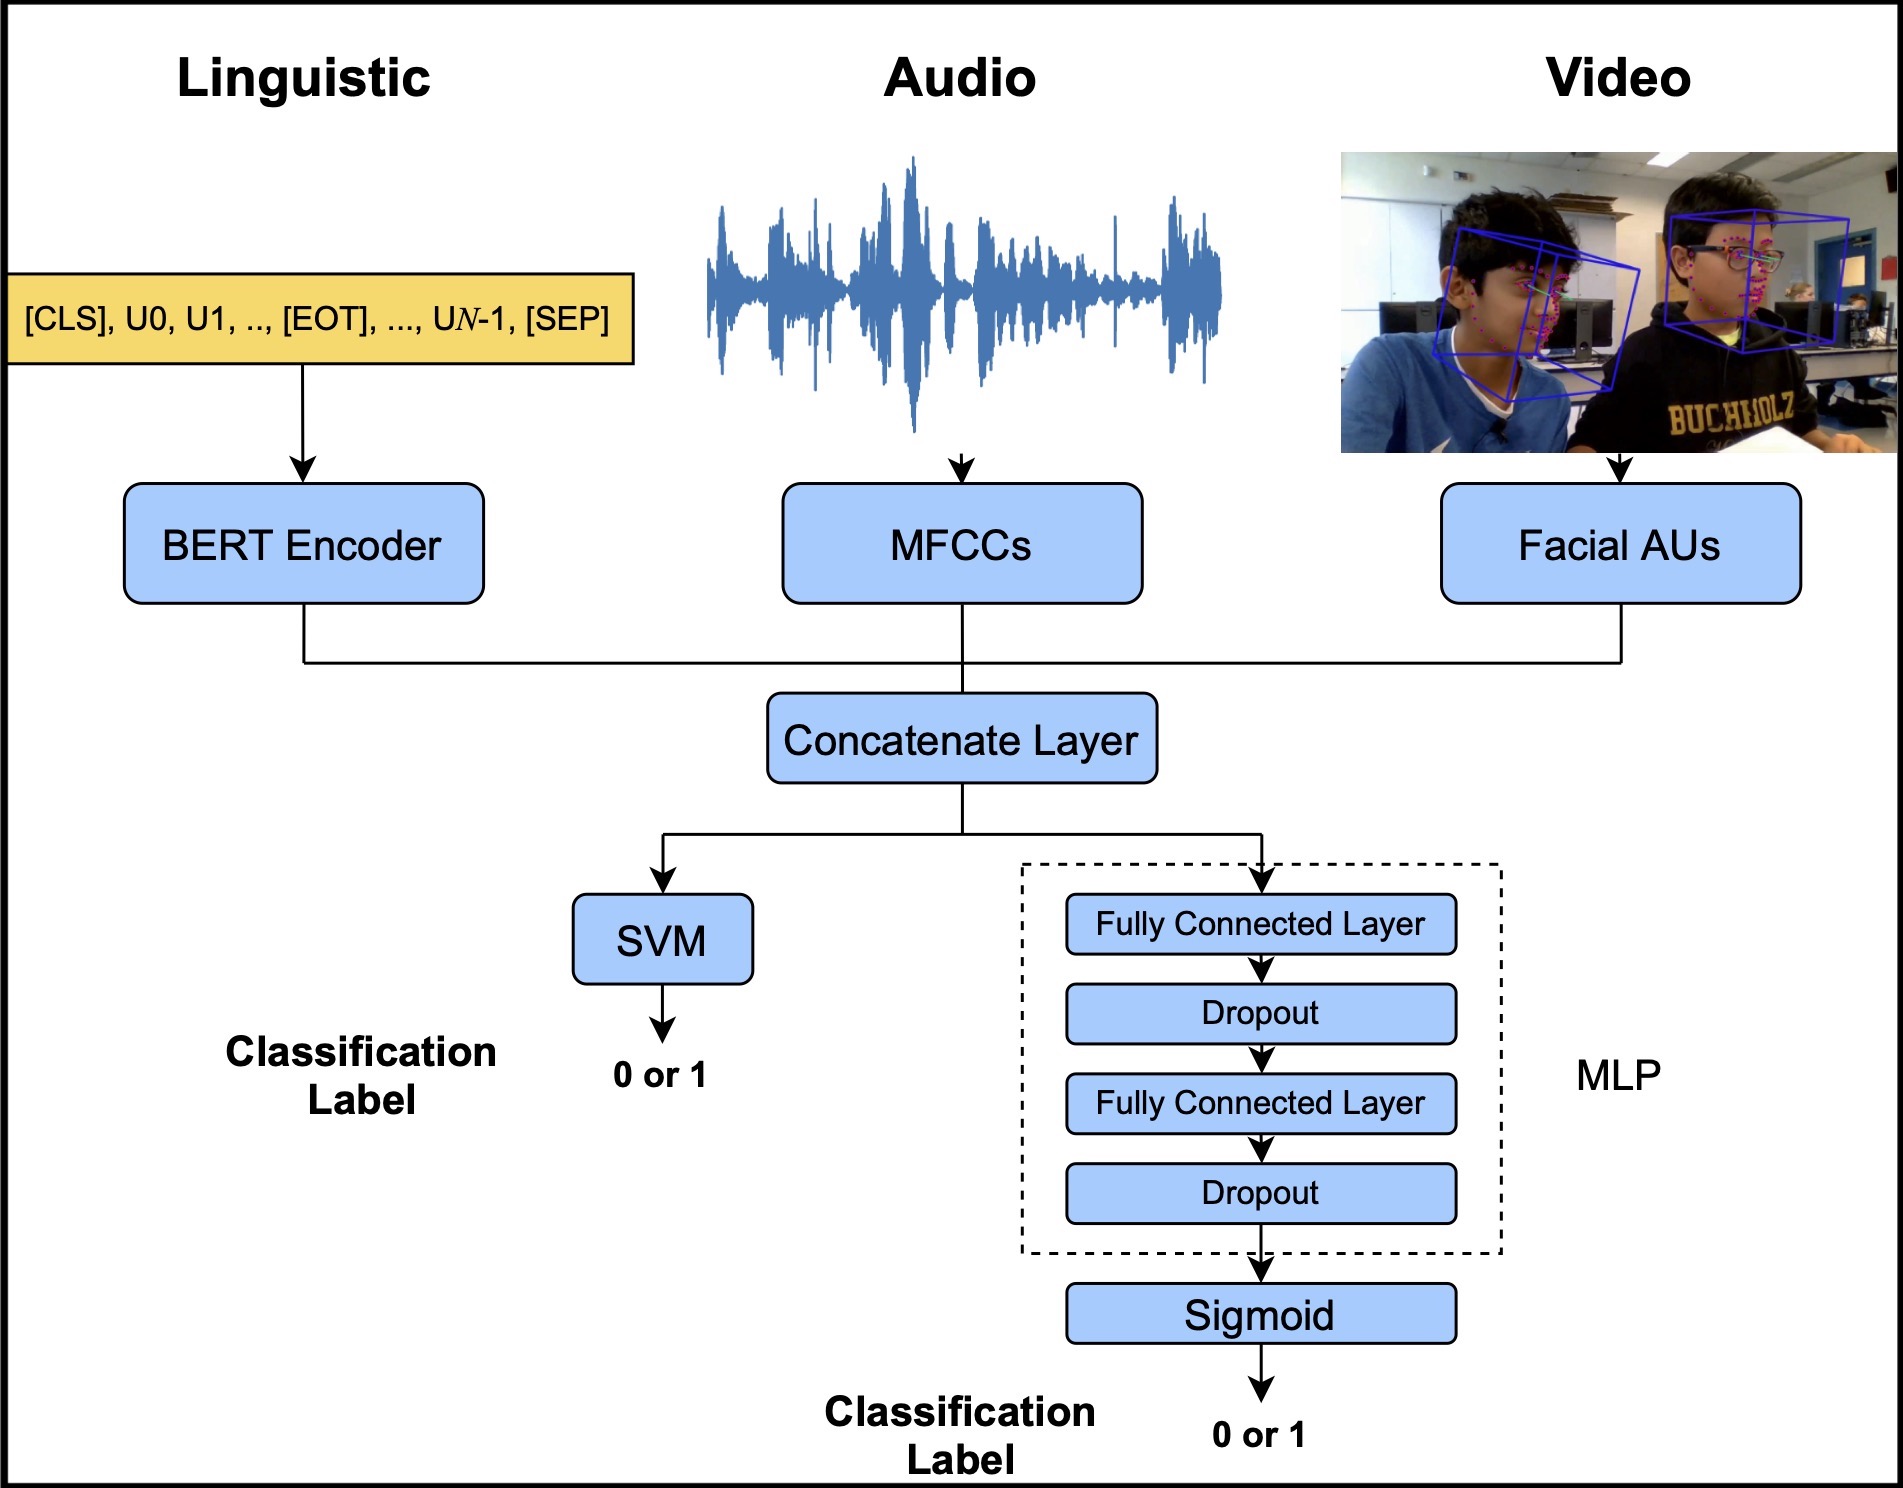 Linguistic
Audio
Video
[CLS], U0, U1, .., [EOT], ..., UN-1, [SEP]
BUCHHOLZ
BERT Encoder
MFCCs
Facial AUs
Concatenate Layer
SVM
Classification
Label
0 or 1
Fully Connected Layer
Dropout
Fully Connected Layer
Dropout
MLP
Sigmoid
Classification
Label
0 or 1